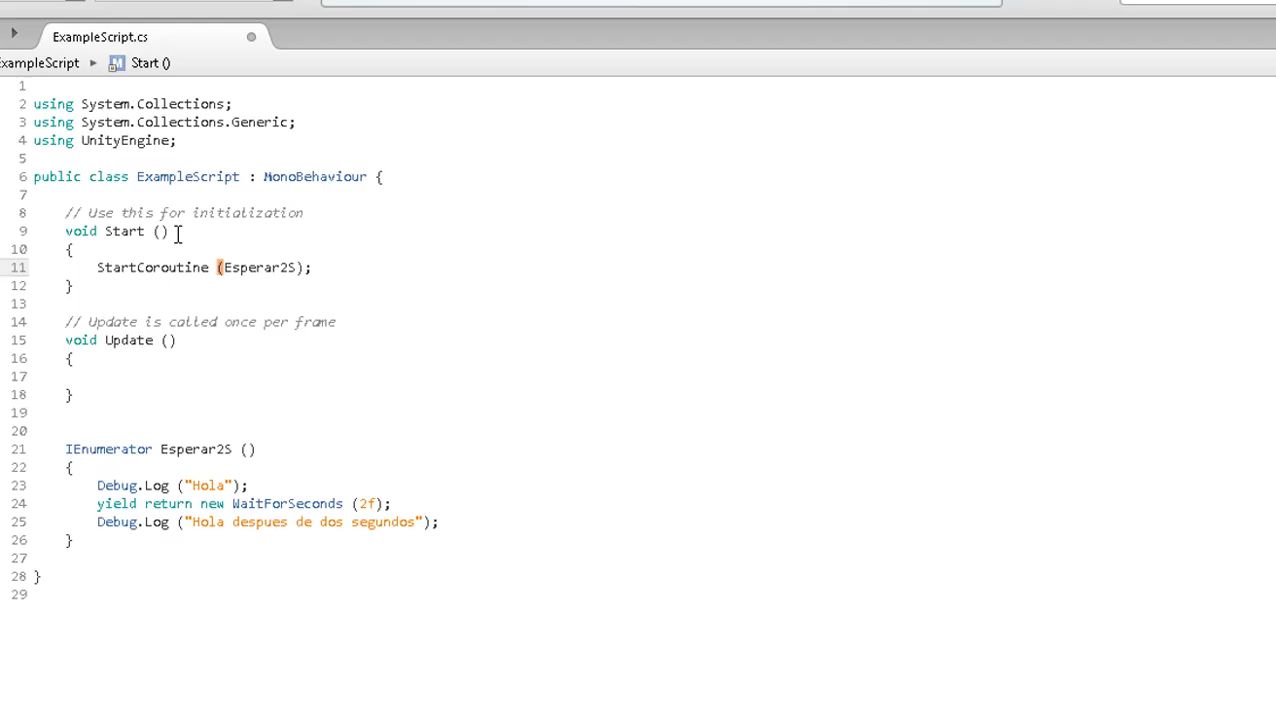 ExampleScript.cs
xampleScript ▸ Start ()
1
2 using System.Collections;
3 using System.Collections.Generic;
4 using UnityEngine;
5
6 public class ExampleScript : MonoBehaviour {
7
8 // Use this for initialization
9 void Start ()
10 {
11 StartCoroutine (Esperar2S);
12 }
13
14 // Update is called once per frame
15 void Update ()
16 {
17
18 }
19
20
21 IEnumerator Esperar2S ()
22 {
23 Debug.Log ("Hola");
24 yield return new WaitForSeconds (2f);
25 Debug.Log ("Hola despues de dos segundos");
26 }
27
28 }
29